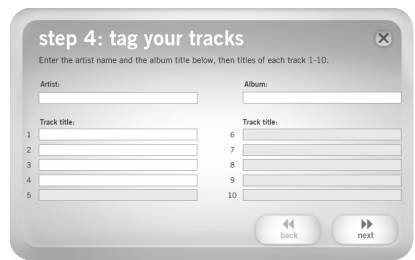 step 4: tag your tracks
Enter the artist name and the album title below, then titles of each track 1-10.
Artist:
Album:
Track title:
1
2
3
4
5
Track title:
6
7
8
9
10
back
next